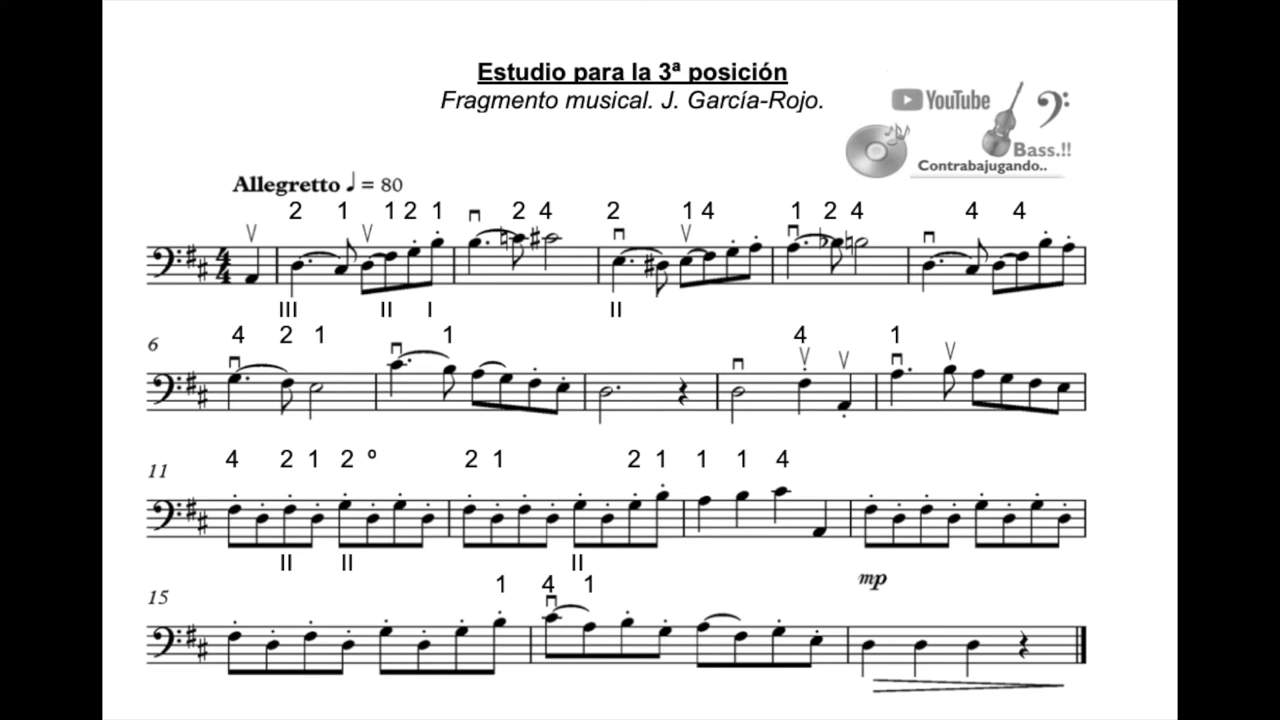 Estudio para la 3ª posición
Fragmento musical. J. García-Rojo.
YouTube
Bass.!!
Contrabajugando..
Allegretto ♩ = 80
2 1 1 2 1 2 4 2 1 4 1 2 4 4 4
4
4
III II I II
6
4 2 1 1 4 1
11
4 2 1 2 º 2 1 2 1 1 1 4
II II II
mp
15
1 4 1